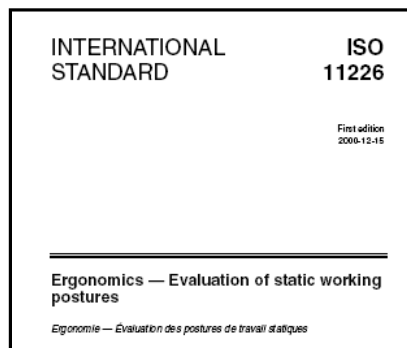 INTERNATIONAL
STANDARD
ISO
11226
First edition
2000-12-15
Ergonomics — Evaluation of static working
postures
Ergonomie — Évaluation des postures de travail statiques